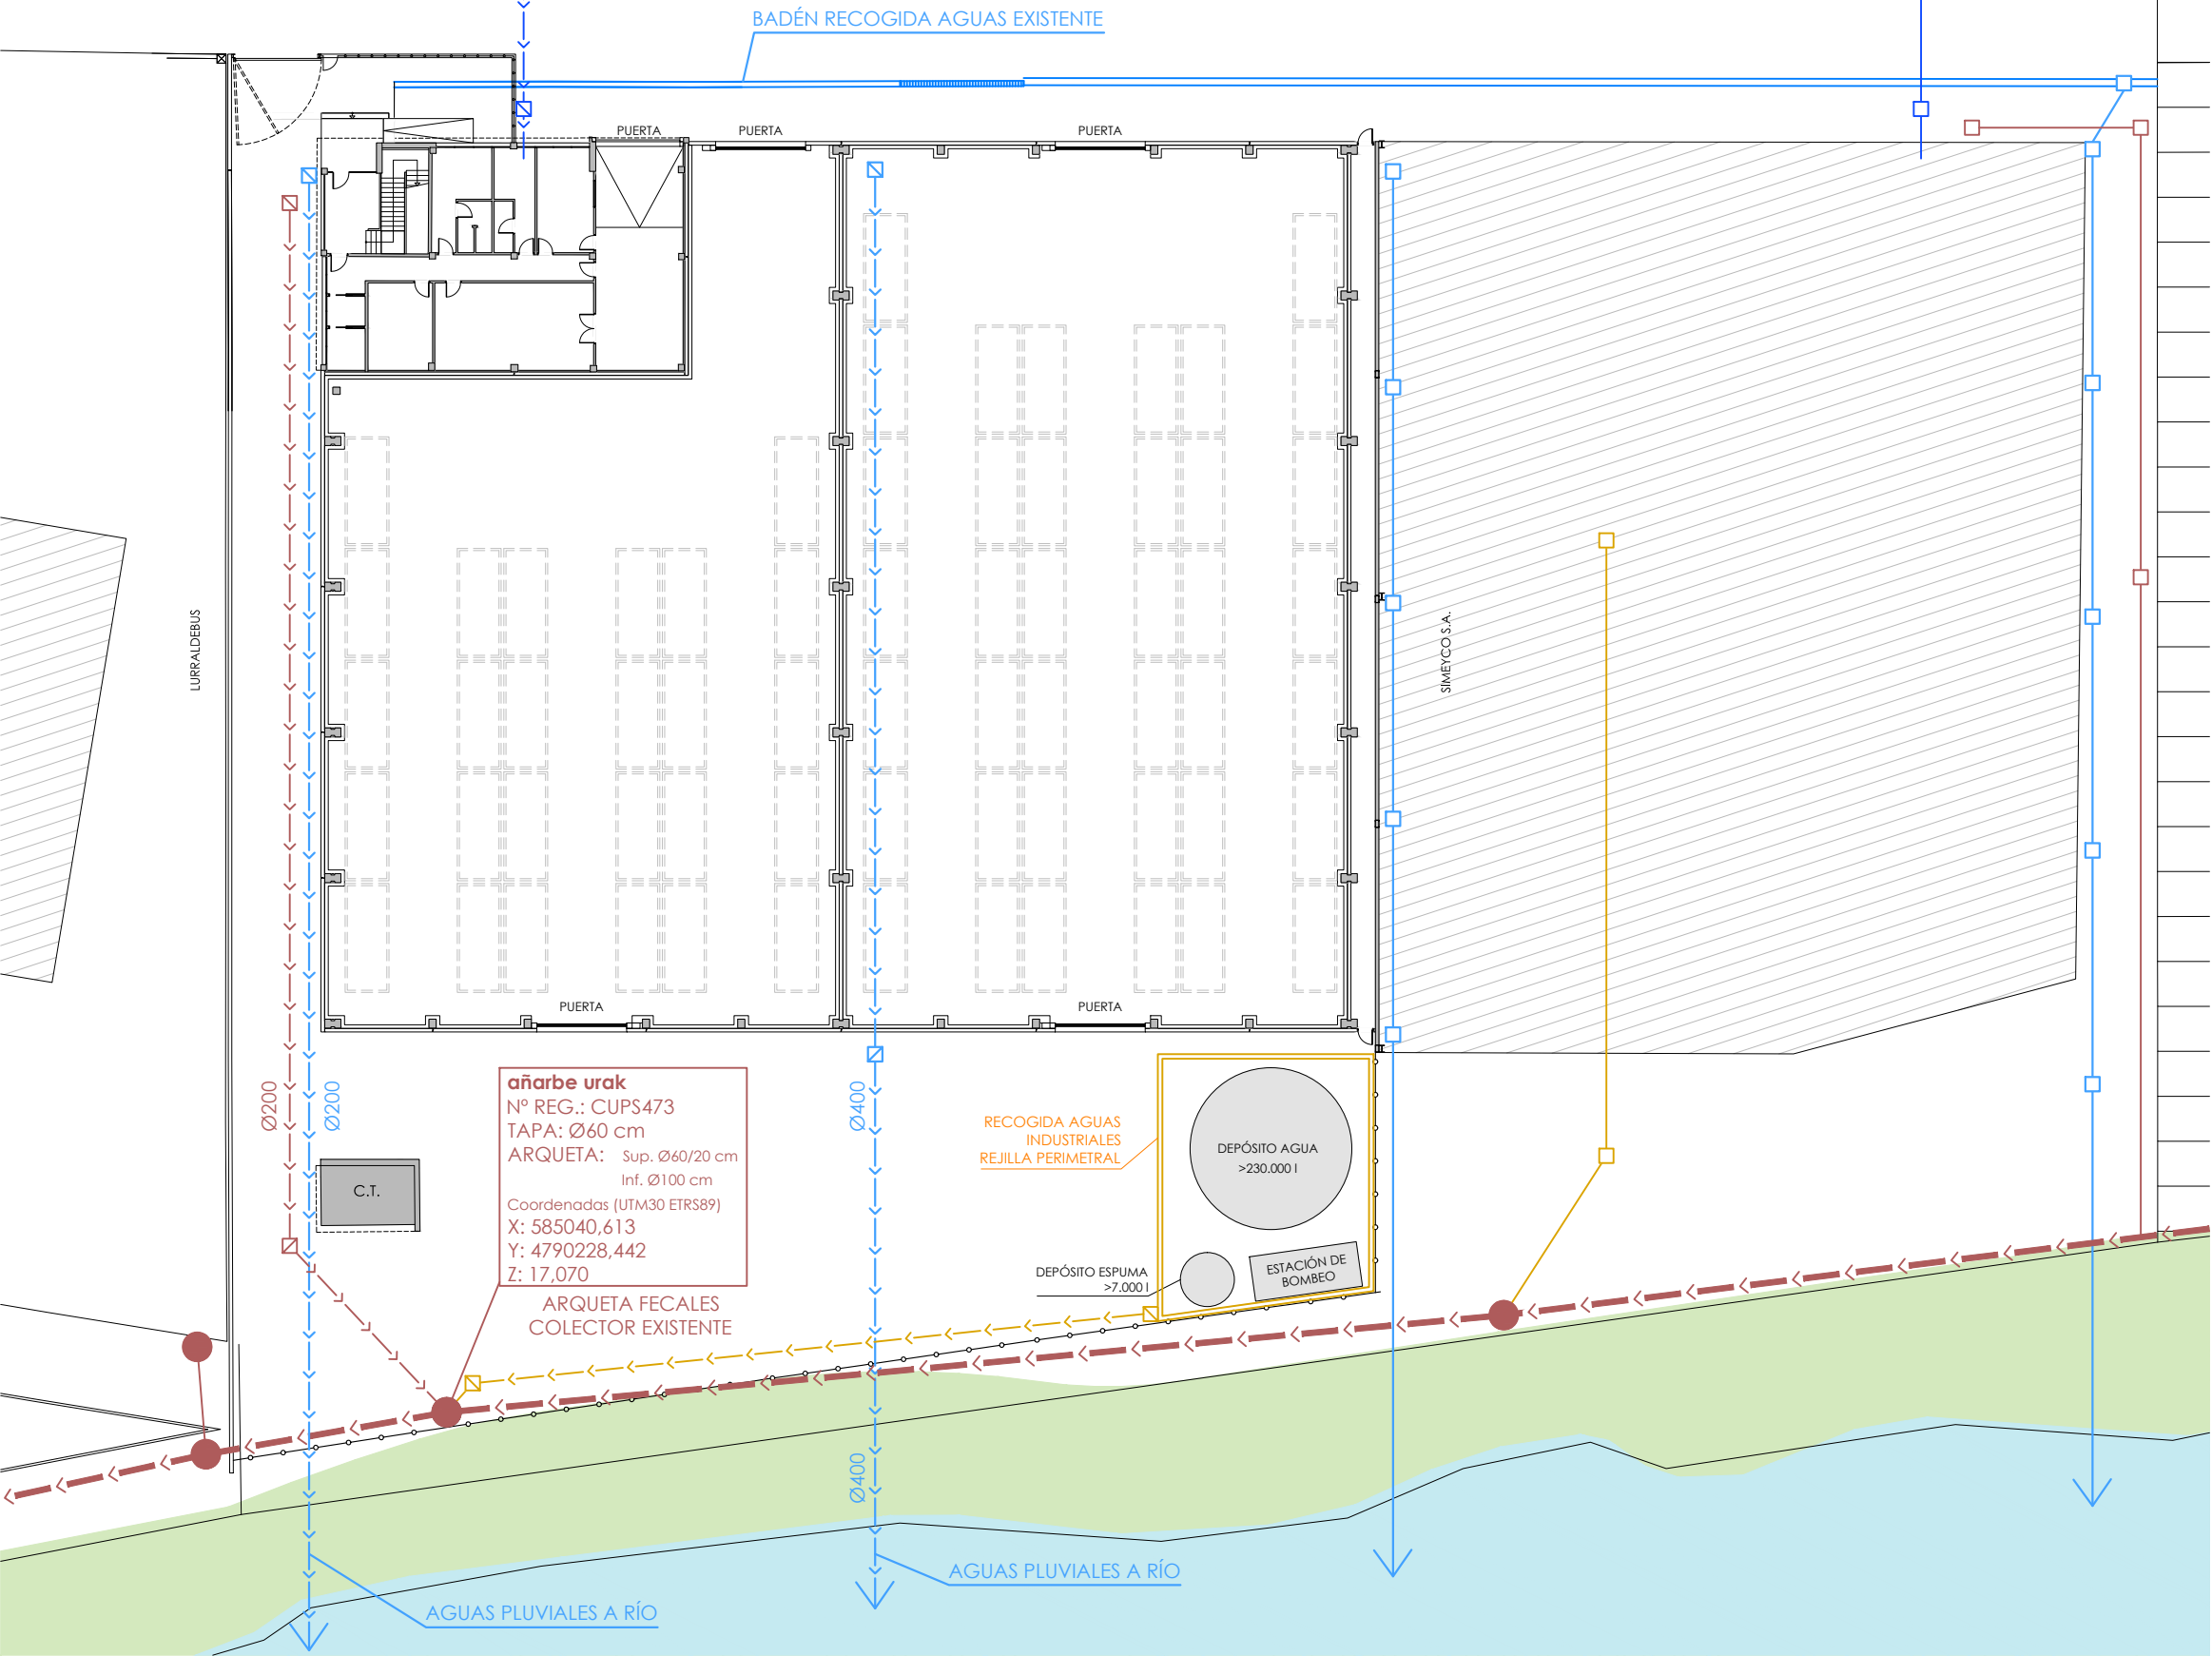 BADÉN RECOGIDA AGUAS EXISTENTE
PUERTA
PUERTA
PUERTA
LURRALDEBUS
SIMEYCO S.A.
PUERTA
PUERTA
Ø200
Ø200
Ø400
añarbe urak
Nº REG.: CUPS473
TAPA: Ø60 cm
ARQUETA: Sup. Ø60/20 cm
Inf. Ø100 cm
Coordenadas (UTM30 ETRS89)
X: 585040,613
Y: 4790228,442
Z: 17,070
ARQUETA FECALES
COLECTOR EXISTENTE
C.T.
RECOGIDA AGUAS
INDUSTRIALES
REJILLA PERIMETRAL
DEPÓSITO AGUA
>230.000 l
DEPÓSITO ESPUMA
>7.000 l
ESTACIÓN DE
BOMBEO
Ø400
AGUAS PLUVIALES A RÍO
AGUAS PLUVIALES A RÍO